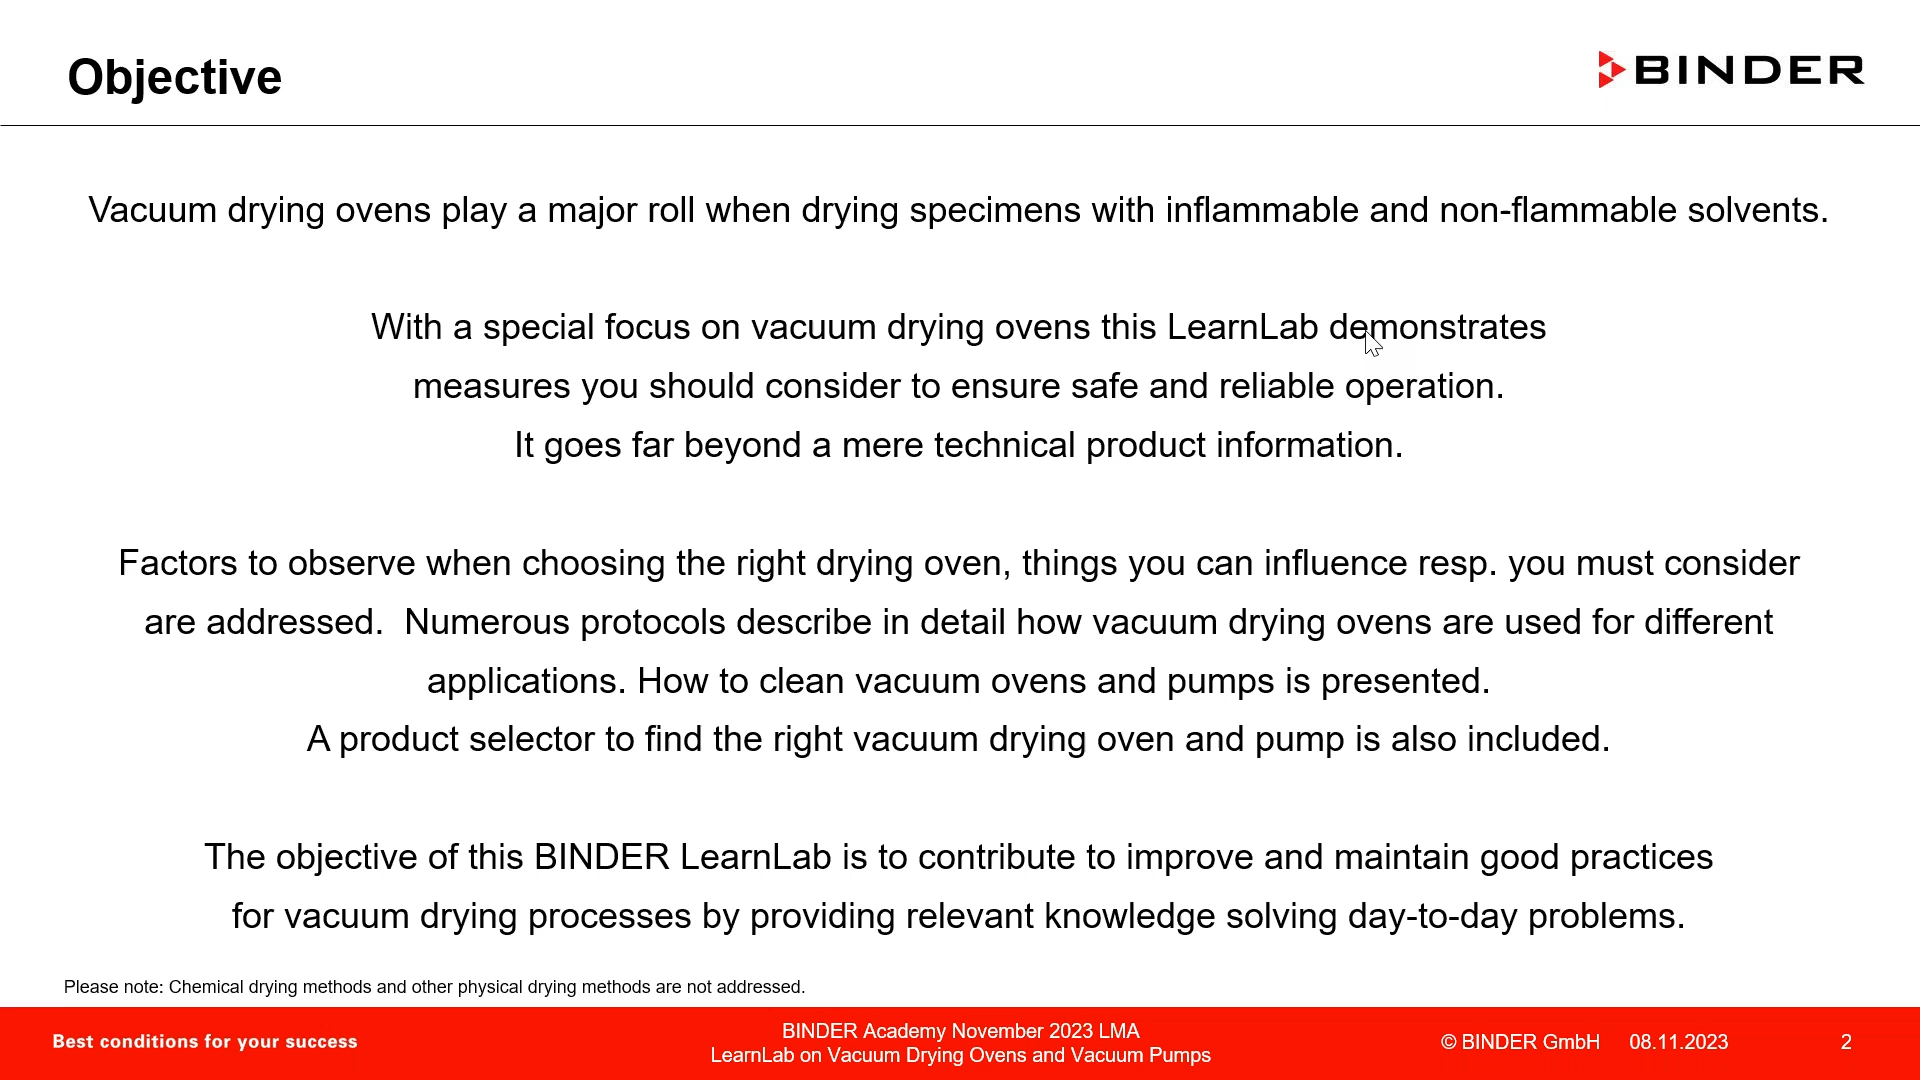 Objective
BINDER
Vacuum drying ovens play a major roll when drying specimens with inflammable and non-flammable solvents.
With a special focus on vacuum drying ovens this LearnLab demonstrates
measures you should consider to ensure safe and reliable operation.
It goes far beyond a mere technical product information.
Factors to observe when choosing the right drying oven, things you can influence resp. you must consider
are addressed.  Numerous protocols describe in detail how vacuum drying ovens are used for different
applications. How to clean vacuum ovens and pumps is presented.
A product selector to find the right vacuum drying oven and pump is also included.
The objective of this BINDER LearnLab is to contribute to improve and maintain good practices
for vacuum drying processes by providing relevant knowledge solving day-to-day problems.
Please note: Chemical drying methods and other physical drying methods are not addressed.
Best conditions for your success
BINDER Academy November 2023 LMA
LearnLab on Vacuum Drying Ovens and Vacuum Pumps
© BINDER GmbH 08.11.2023 2